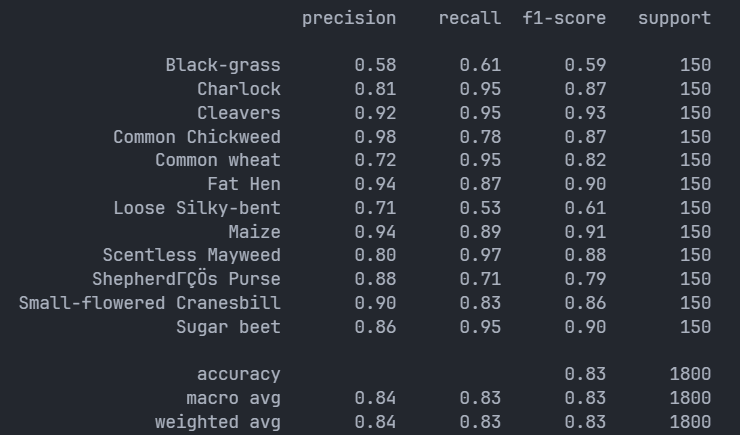 precision recall f1-score support
Black-grass 0.58 0.61 0.59 150
Charlock 0.81 0.95 0.87 150
Cleavers 0.92 0.95 0.93 150
Common Chickweed 0.98 0.78 0.87 150
Common wheat 0.72 0.95 0.82 150
Fat Hen 0.94 0.87 0.90 150
Loose Silky-bent 0.71 0.53 0.61 150
Maize 0.94 0.89 0.91 150
Scentless Mayweed 0.80 0.97 0.88 150
ShepherdΓÇÖs Purse 0.88 0.71 0.79 150
Small-flowered Cranesbill 0.90 0.83 0.86 150
Sugar beet 0.86 0.95 0.90 150
accuracy 0.83 1800
macro avg 0.84 0.83 0.83 1800
weighted avg 0.84 0.83 0.83 1800